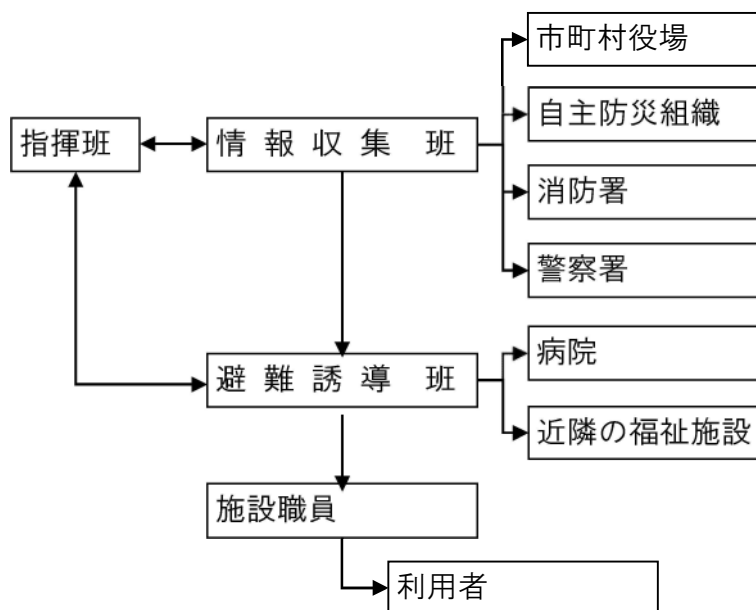 市町村役場
自主防災組織
指揮班
情報収集 班
消防署
警察署
病院
避難誘導 班
近隣の福祉施設
施設職員
利用者